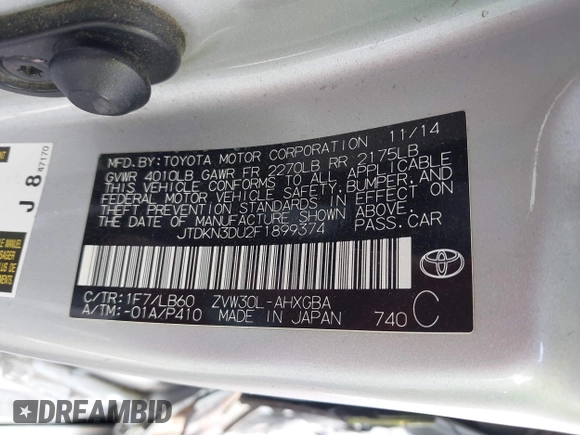 11/14
MFD.BY:TOYOTA MOTOR CORPORATION
GVWR 4010LB GAWR FR 2270LB RR 2175LB
THIS VEHICLE CONFORMS TO ALL APPLICABLE
FEDERAL MOTOR VEHICLE SAFETY, BUMPER, AND
THEFT PREVENTION STANDARDS IN EFFECT ON
THE DATE OF MANUFACTURE SHOWN ABOVE.
JTDKN3DU2F1899374 PASS.CAR
C/TR:1F7/LB60 ZVW30L-AHXGBA
A/TM:-01A/P410 MADE IN JAPAN 740 C
J 8
47170
DREAMBID